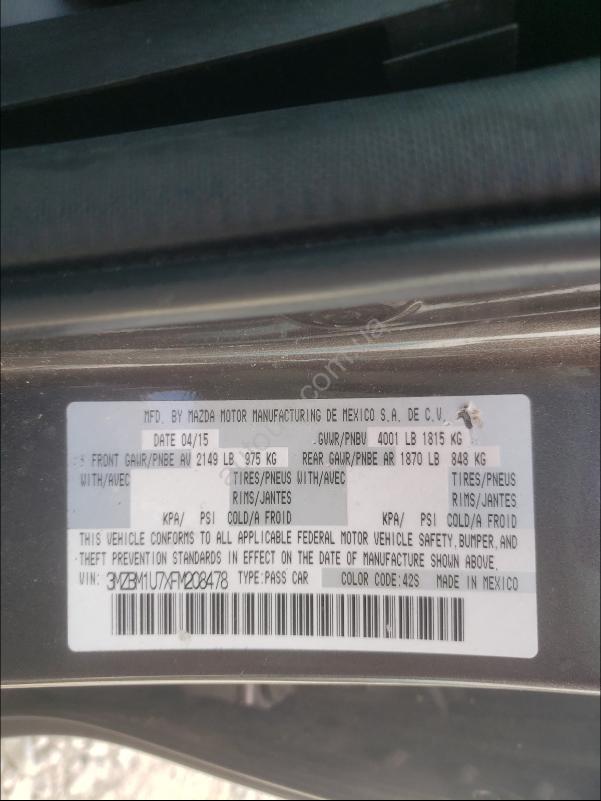 MFD. BY MAZDA MOTOR MANUFACTURING DE MEXICO S.A. DE C.V.
DATE 04/15 GVWR/PNBV 4001 LB 1815 KG
FRONT GAWR/PNBE AV 2149 LB 975 KG REAR GAWR/PNBE AR 1870 LB 848 KG
WITH/AVEC TIRES/PNEUS WITH/AVEC TIRES/PNEUS
RIMS/JANTES RIMS/JANTES
KPA/ PSI COLD/A FROID KPA/ PSI COLD/A FROID
THIS VEHICLE CONFORMS TO ALL APPLICABLE FEDERAL MOTOR VEHICLE SAFETY, BUMPER, AND
THEFT PREVENTION STANDARDS IN EFFECT ON THE DATE OF MANUFACTURE SHOWN ABOVE.
VIN: 3MZBM1U7XFM208478 TYPE:PASS CAR COLOR CODE:42S MADE IN MEXICO